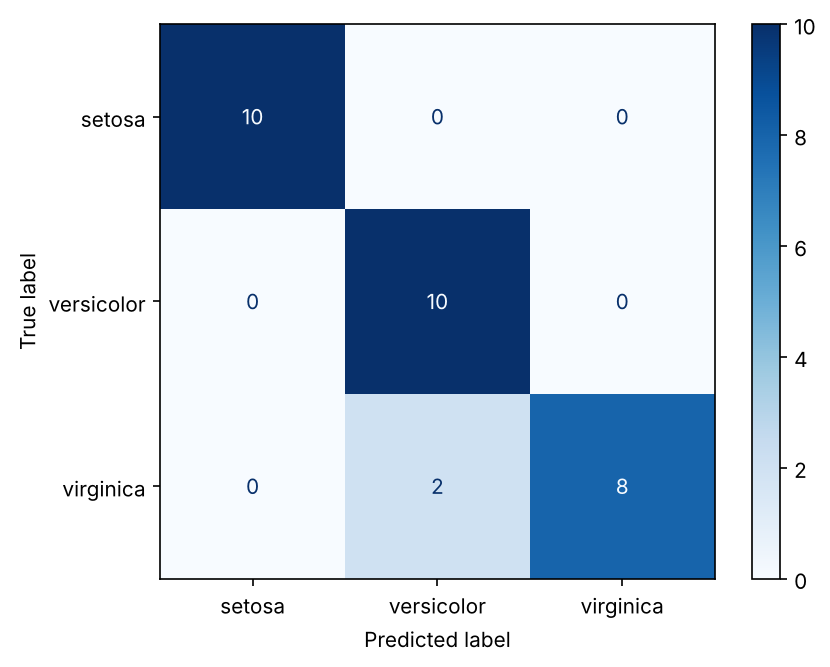 10
setosa 10 0 0
8
6
True label
versicolor 0 10 0
4
2
virginica 0 2 8
0
setosa versicolor virginica
Predicted label